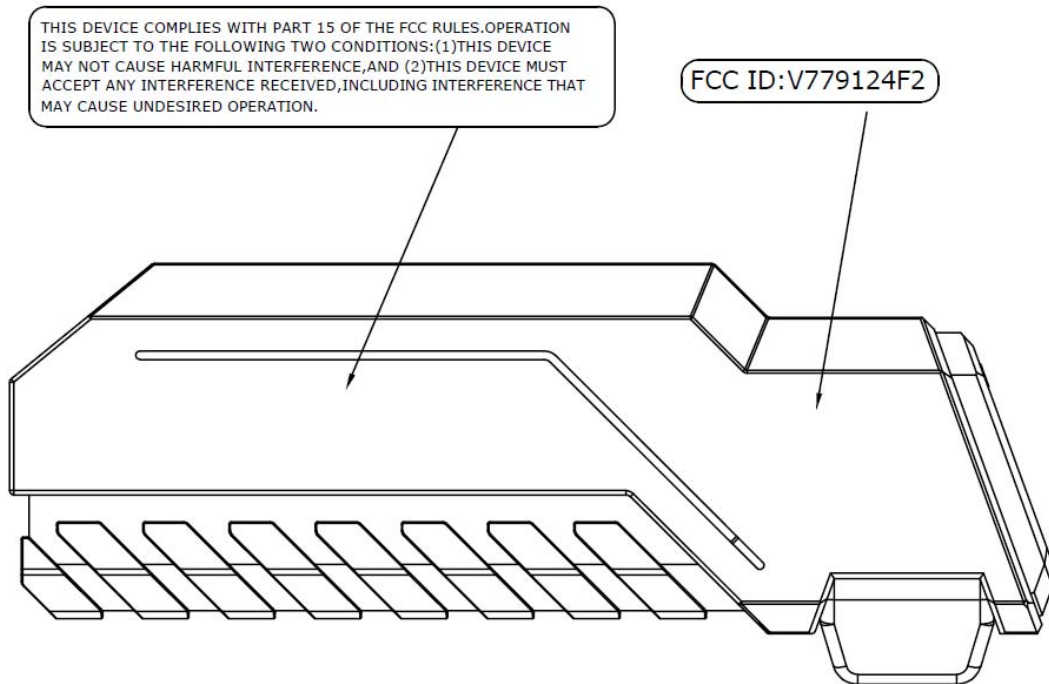 THIS DEVICE COMPLIES WITH PART 15 OF THE FCC RULES.OPERATION
IS SUBJECT TO THE FOLLOWING TWO CONDITIONS:(1)THIS DEVICE
MAY NOT CAUSE HARMFUL INTERFERENCE,AND (2)THIS DEVICE MUST
ACCEPT ANY INTERFERENCE RECEIVED,INCLUDING INTERFERENCE THAT
MAY CAUSE UNDESIRED OPERATION.
FCC ID:V779124F2